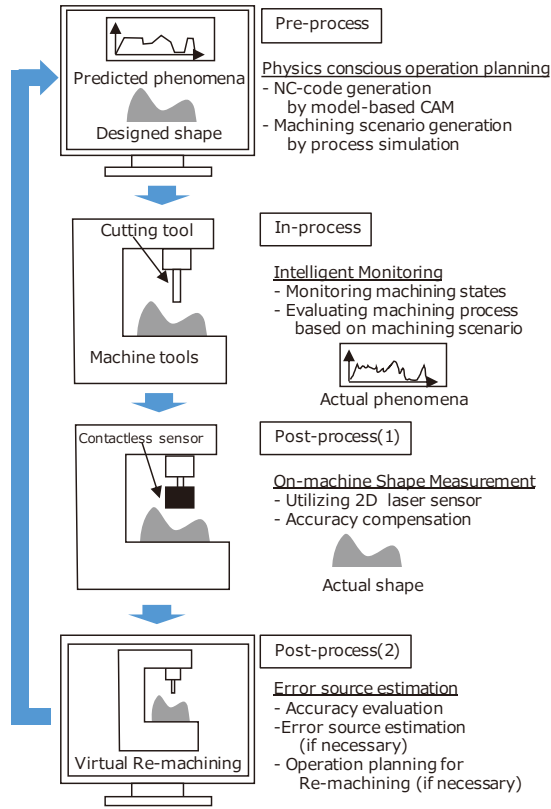 Pre-process
Predicted phenomena
Designed shape
Physics conscious operation planning
- NC-code generation
by model-based CAM
- Machining scenario generation
by process simulation
In-process
Cutting tool
Machine tools
Intelligent Monitoring
- Monitoring machining states
- Evaluating machining process
based on machining scenario
Actual phenomena
Post-process(1)
Contactless sensor
On-machine Shape Measurement
- Utilizing 2D laser sensor
- Accuracy compensation
Actual shape
Post-process(2)
Virtual Re-machining
Error source estimation
- Accuracy evaluation
-Error source estimation
(if necessary)
- Operation planning for
Re-machining (if necessary)